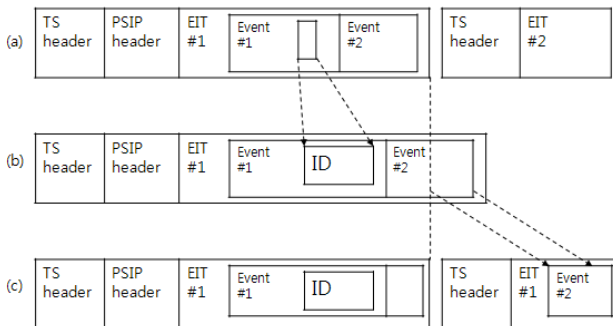 (a)
TS header
PSIP header
EIT #1
Event #1
Event #2
TS header
EIT #2
(b)
TS header
PSIP header
EIT #1
Event #1
ID
Event #2
(c)
TS header
PSIP header
EIT #1
Event #1
ID
TS header
EIT #1
Event #2